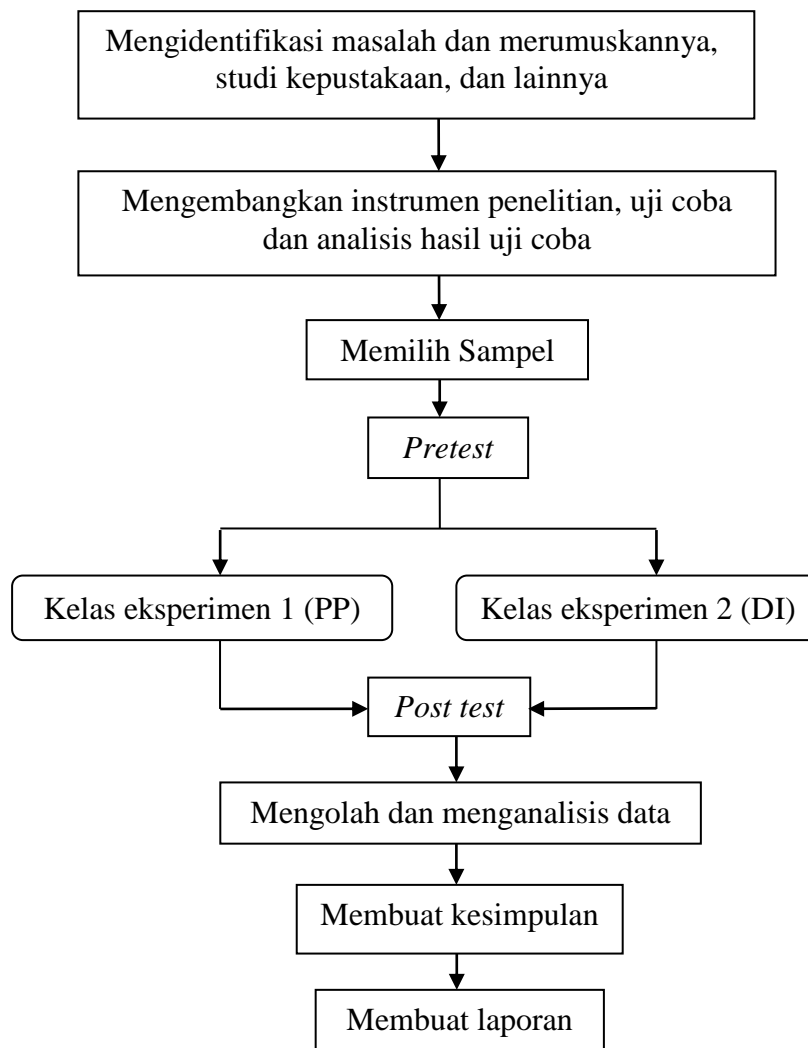 Mengidentifikasi masalah dan merumuskannya,
studi kepustakaan, dan lainnya
Mengembangkan instrumen penelitian, uji coba
dan analisis hasil uji coba
Memilih Sampel
Pretest
Kelas eksperimen 1 (PP)
Kelas eksperimen 2 (DI)
Post test
Mengolah dan menganalisis data
Membuat kesimpulan
Membuat laporan